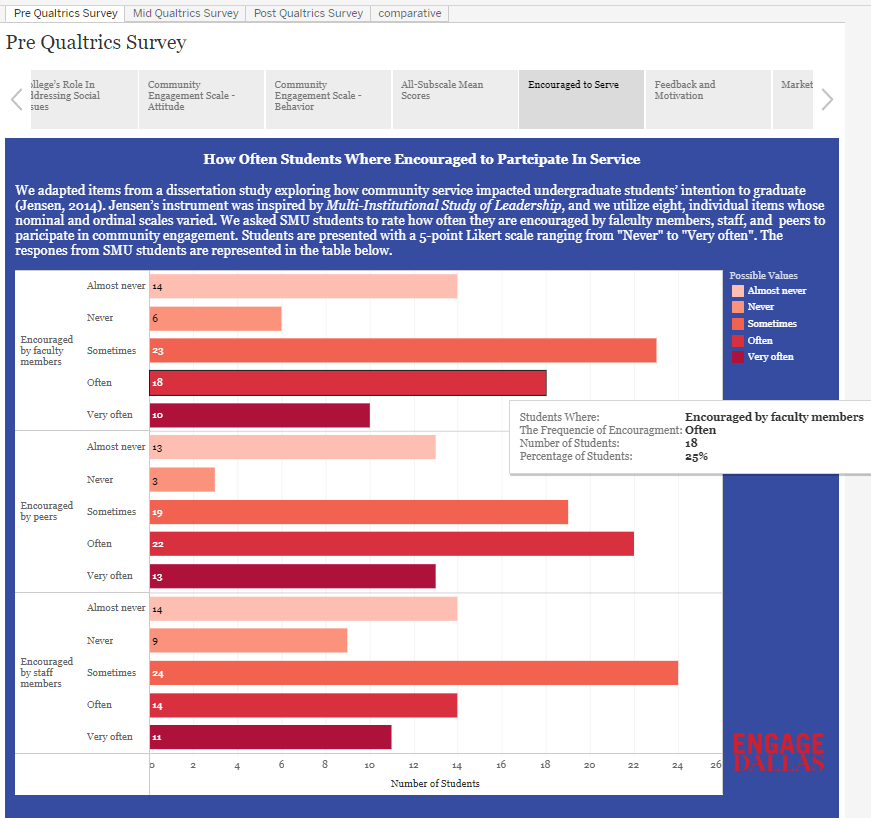 Pre Qualtrics Survey
Mid Qualtrics Survey
Post Qualtrics Survey
comparative
Pre Qualtrics Survey
ollege's Role In
ddressing Social
sues
Community
Engagement Scale -
Attitude
Community
Engagement Scale -
Behavior
All-Subscale Mean
Scores
Encouraged to Serve
Feedback and
Motivation
Market
How Often Students Where Encouraged to Partcipate In Service
We adapted items from a dissertation study exploring how community service impacted undergraduate students' intention to graduate
(Jensen, 2014). Jensen's instrument was inspired by Multi-Institutional Study of Leadership, and we utilize eight, individual items whose
nominal and ordinal scales varied. We asked SMU students to rate how often they are encouraged by falculty members, staff, and peers to
paricipate in community engagement. Students are presented with a 5-point Likert scale ranging from "Never" to "Very often". The
respones from SMU students are represented in the table below.
Possible Values
Almost never
Never
Sometimes
Often
Very often
Encouraged
by faculty
members
Almost never 14
Never 6
Sometimes 23
Often 18
Very often 10
Students Where: Encouraged by faculty members
The Frequencie of Encouragment: Often
Number of Students: 18
Percentage of Students: 25%
Encouraged
by peers
Almost never 13
Never 3
Sometimes 19
Often 22
Very often 13
Encouraged
by staff
members
Almost never 14
Never 9
Sometimes 24
Often 14
Very often 11
0 2 4 6 8 10 12 14 16 18 20 22 24 26
Number of Students
ENGAGE
DALLAS